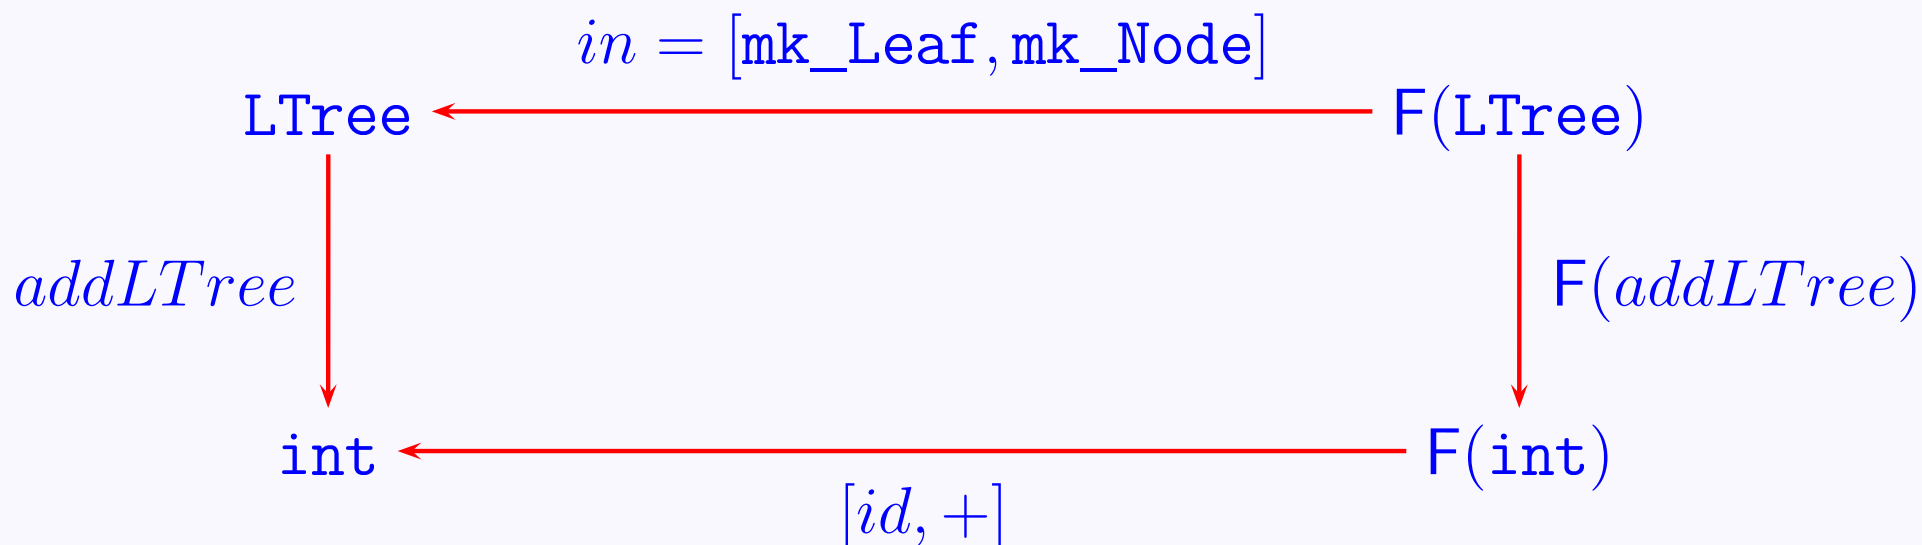 in = [mk_Leaf, mk_Node]
LTree F(LTree)
addLTree F(addLTree)
int F(int)
[id, +]